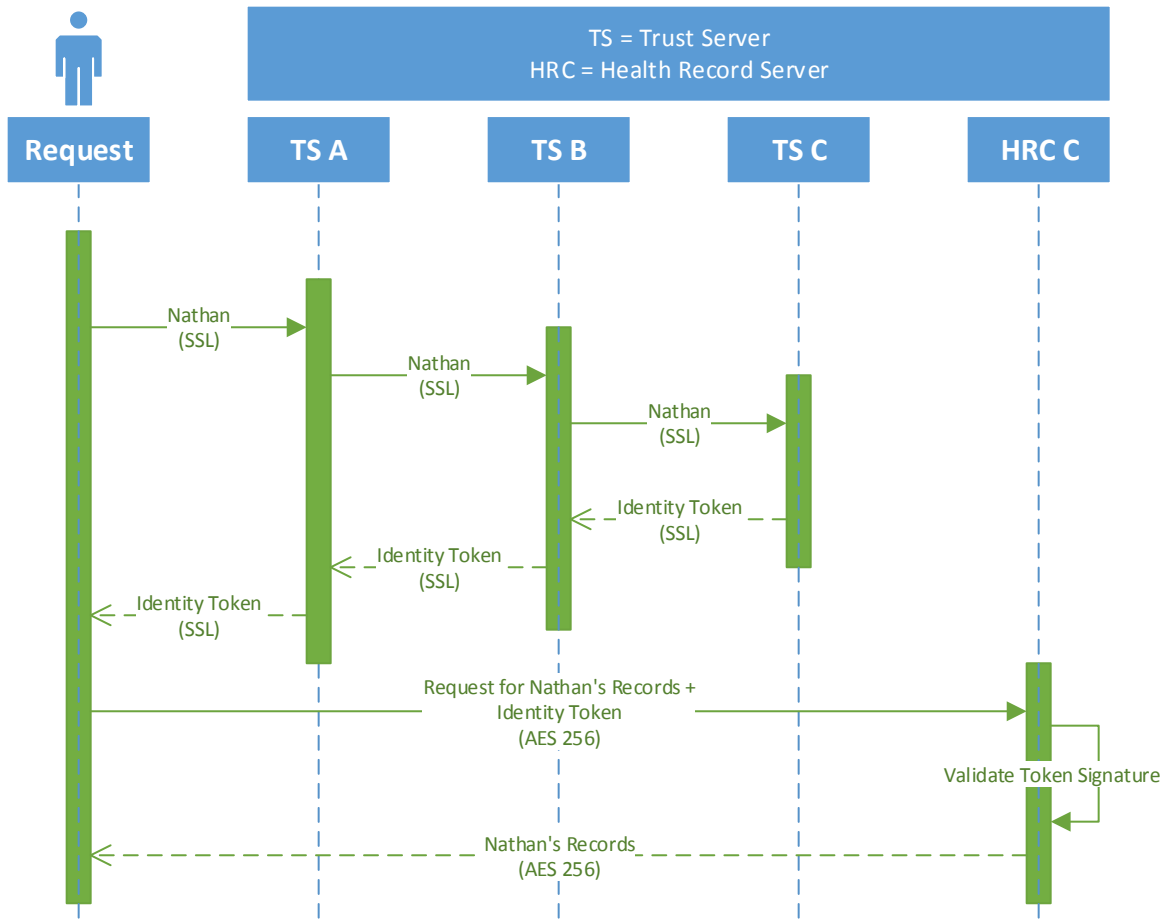 TS = Trust Server
HRC = Health Record Server
Request
TS A
TS B
TS C
HRC C
Nathan
(SSL)
Nathan
(SSL)
Nathan
(SSL)
Identity Token
(SSL)
Identity Token
(SSL)
Identity Token
(SSL)
Request for Nathan's Records +
Identity Token
(AES 256)
Validate Token Signature
Nathan's Records
(AES 256)